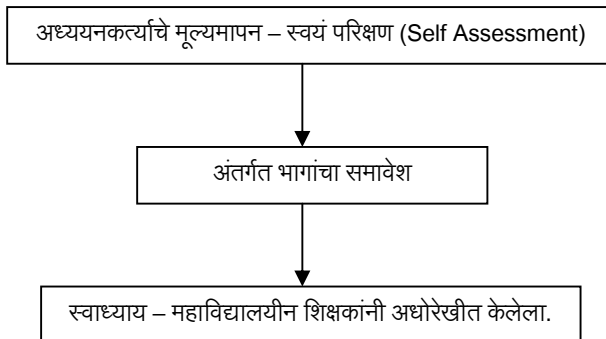 अध्ययनकर्त्याचे मूल्यमापन – स्वयं परिक्षण (Self Assessment)
अंतर्गत भागांचा समावेश
स्वाध्याय – महाविद्यालयीन शिक्षकांनी अधोरेखीत केलेला.